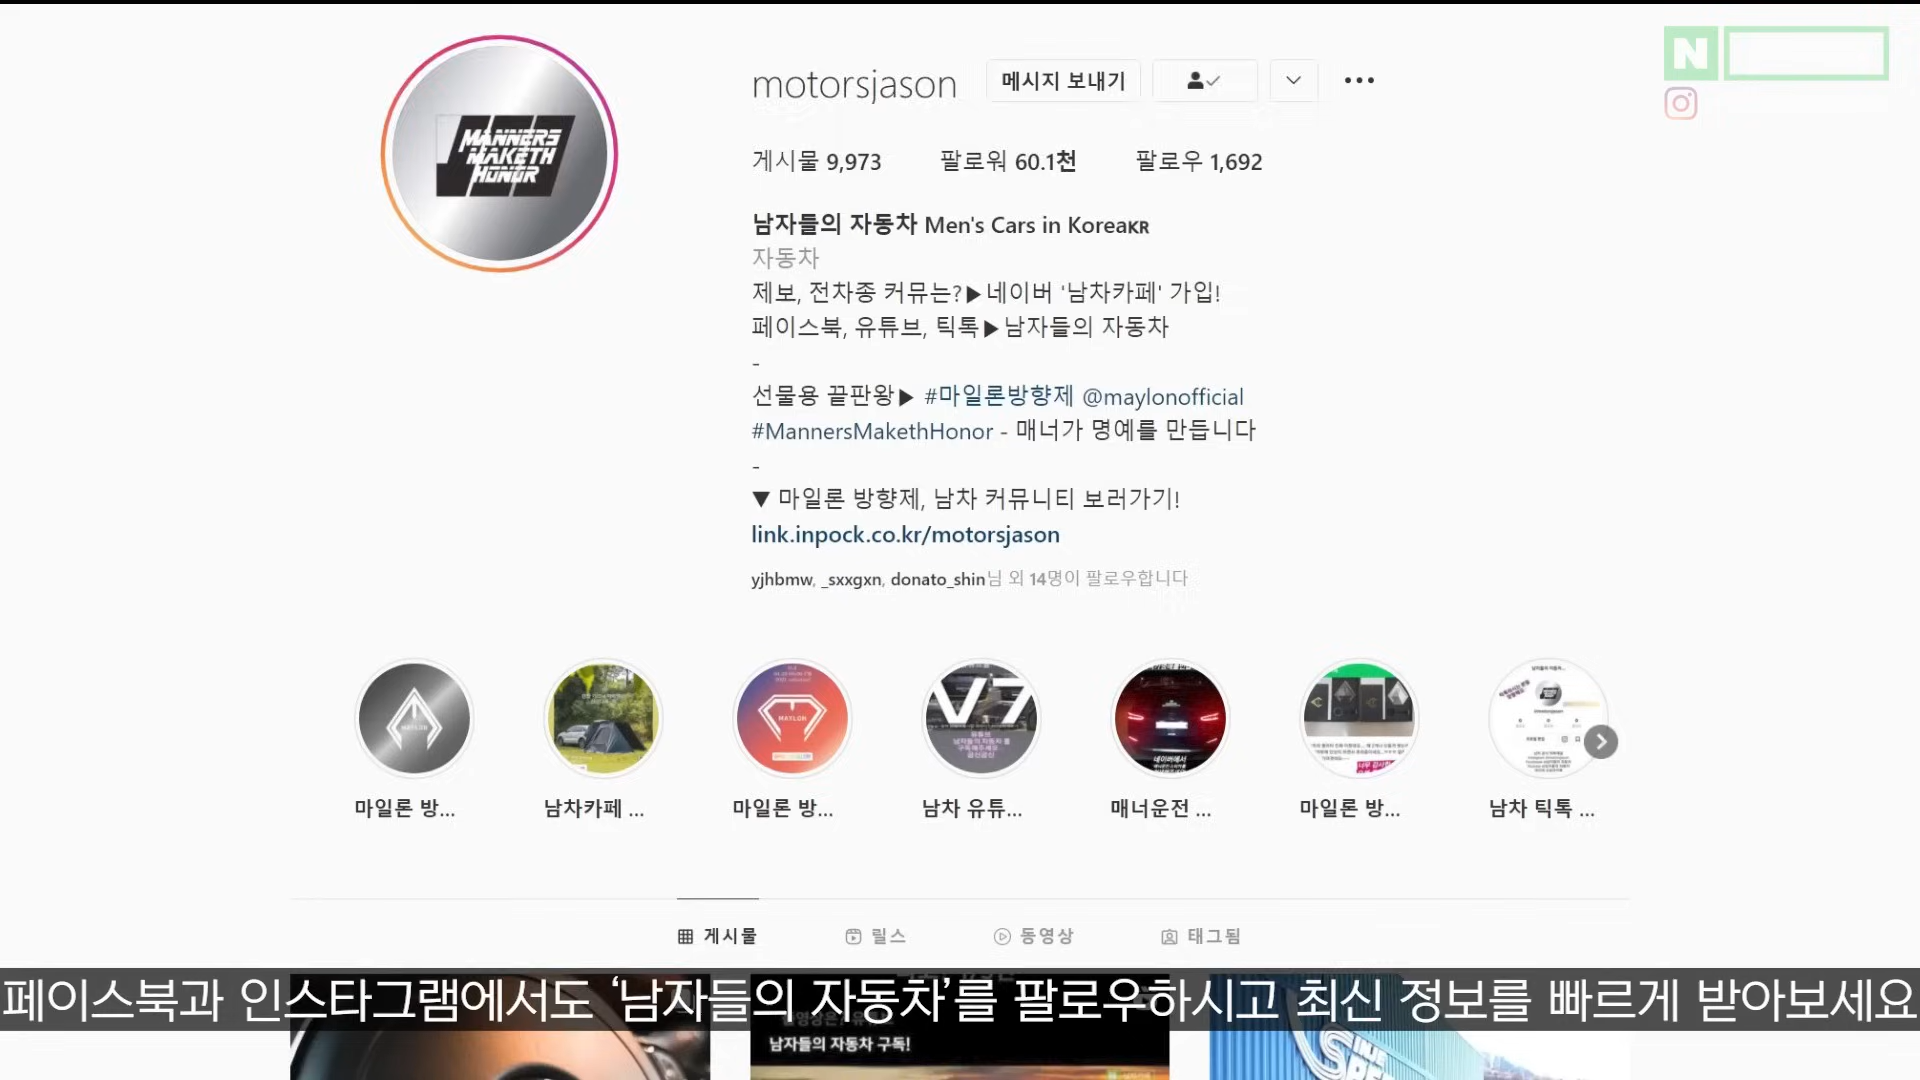 motorsjason 메시지 보내기
N
게시물 9,973 팔로워 60.1천 팔로우 1,692
MANNERS
MAKETH
HONOR
남자들의 자동차 Men's Cars in KoreaKR
자동차
제보, 전차종 커뮤는?▶네이버 '남차카페' 가입!
페이스북, 유튜브, 틱톡▶남자들의 자동차
-
선물용 끝판왕▶ #마일론방향제 @maylonofficial
#MannersMakethHonor - 매너가 명예를 만듭니다
-
▼ 마일론 방향제, 남차 커뮤니티 보러가기!
link.inpock.co.kr/motorsjason
yjhbmw, _sxxgxn, donato_shin님 외 14명이 팔로우합니다
MAYLON
MAYLON
V7
마일론 방... 남차카페 ... 마일론 방... 남차 유튜... 매너운전 ... 마일론 방... 남차 틱톡 ...
게시물 릴스 동영상 태그됨
페이스북과 인스타그램에서도 ‘남자들의 자동차’를 팔로우하시고 최신 정보를 빠르게 받아보세요
남자들의 자동차 구독!